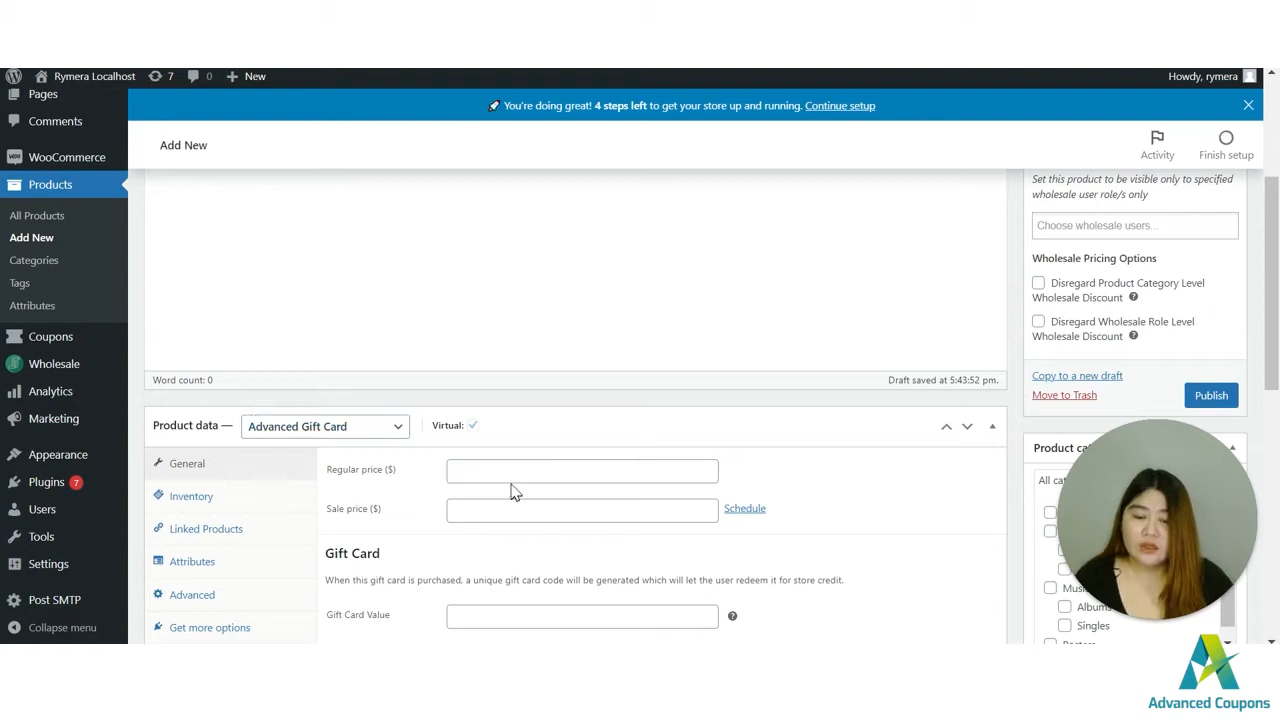 Rymera Localhost 7 0 New Howdy, rymera
Pages
Comments
WooCommerce
Products
All Products
Add New
Categories
Tags
Attributes
Coupons
Wholesale
Analytics
Marketing
Appearance
Plugins 7
Users
Tools
Settings
Post SMTP
Collapse menu
You're doing great! 4 steps left to get your store up and running. Continue setup
Add New
Activity
Finish setup
Word count: 0
Draft saved at 5:43:52 pm.
Product data — Advanced Gift Card Virtual:
General
Inventory
Linked Products
Attributes
Advanced
Get more options
Regular price ($)
Sale price ($) Schedule
Gift Card
When this gift card is purchased, a unique gift card code will be generated which will let the user redeem it for store credit.
Gift Card Value
Set this product to be visible only to specified
wholesale user role/s only
Choose wholesale users...
Wholesale Pricing Options
Disregard Product Category Level
Wholesale Discount
Disregard Wholesale Role Level
Wholesale Discount
Copy to a new draft
Move to Trash
Publish
Product
All
Albums
Singles
Advanced Coupons